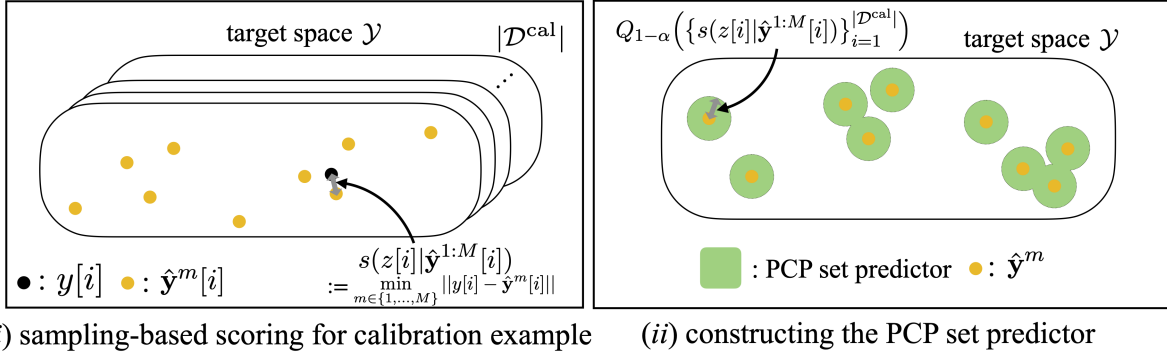 target space 𝒴
|𝒟^cal|
s(z[i]|ŷ^{1:M}[i])
:= min_{m∈{1,...,M}} ||y[i] − ŷ^m[i]||
: y[i] : ŷ^m[i]
) sampling-based scoring for calibration example
Q_{1−α}({s(z[i]|ŷ^{1:M}[i])}_{i=1}^{|𝒟^cal|})
target space 𝒴
: PCP set predictor : ŷ^m
(ii) constructing the PCP set predictor